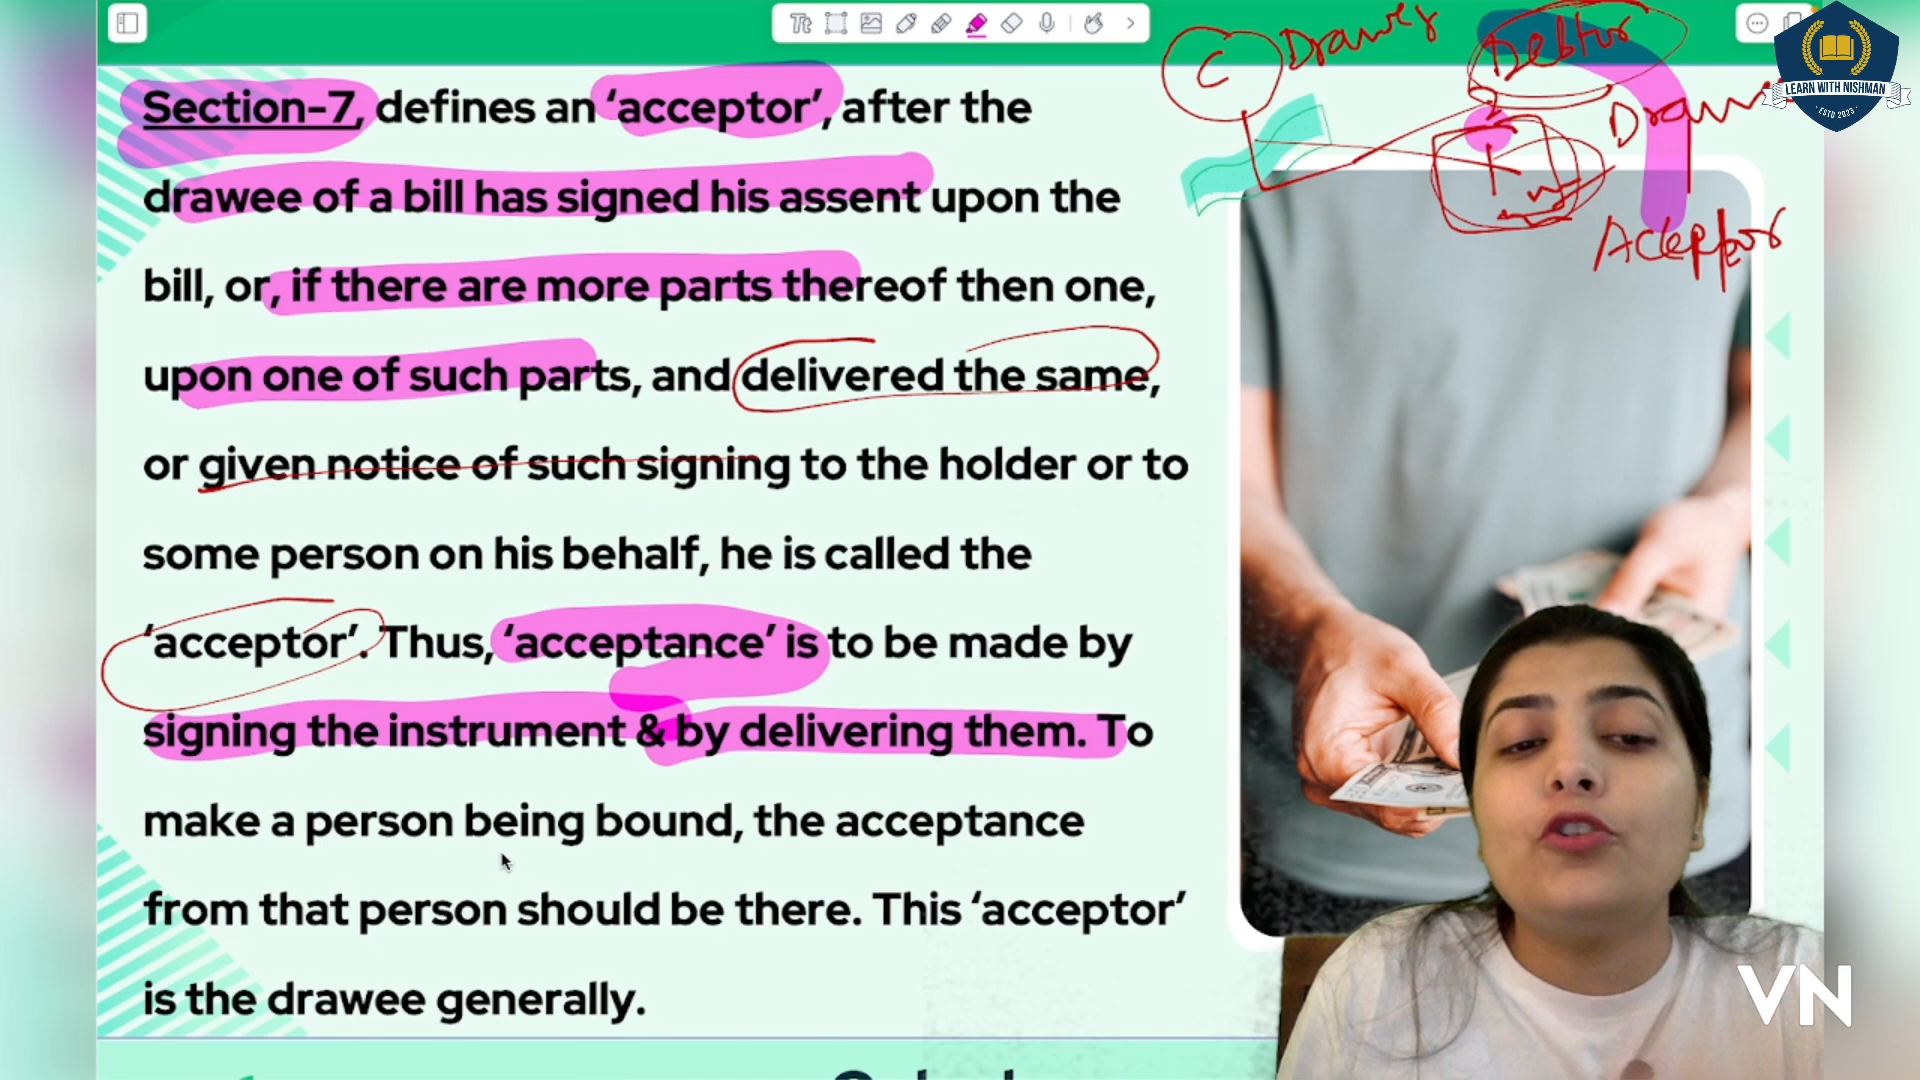 Tt
C Drawer Debtor
LEARN WITH NISHMAN
ESTD 2023
Section-7, defines an ‘acceptor’, after the
drawee of a bill has signed his assent upon the
Acceptor
bill, or, if there are more parts thereof then one,
upon one of such parts, and delivered the same,
or given notice of such signing to the holder or to
some person on his behalf, he is called the
‘acceptor’. Thus, ‘acceptance’ is to be made by
signing the instrument & by delivering them. To
make a person being bound, the acceptance
from that person should be there. This ‘acceptor’
is the drawee generally.
VN